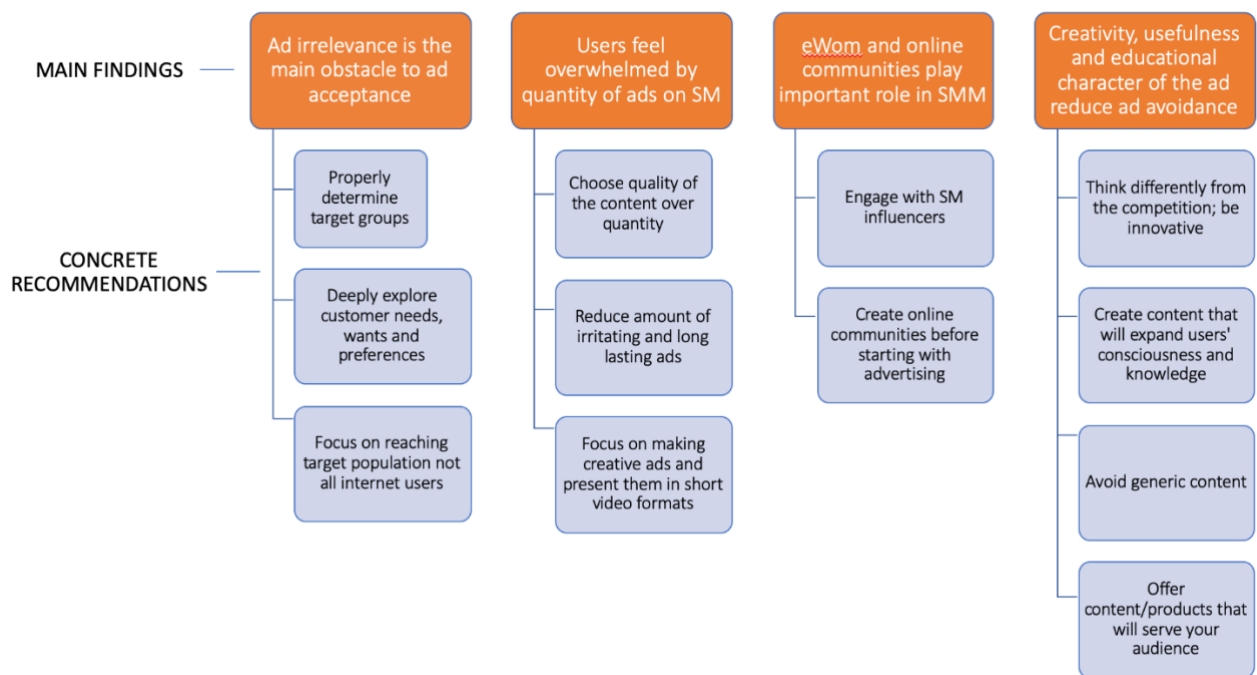 MAIN FINDINGS
Ad irrelevance is the
main obstacle to ad
acceptance
Users feel
overwhelmed by
quantity of ads on SM
eWom and online
communities play
important role in SMM
Creativity, usefulness
and educational
character of the ad
reduce ad avoidance
CONCRETE
RECOMMENDATIONS
Properly
determine
target groups
Deeply explore
customer needs,
wants and
preferences
Focus on reaching
target population not
all internet users
Choose quality of
the content over
quantity
Reduce amount of
irritating and long
lasting ads
Focus on making
creative ads and
present them in short
video formats
Engage with SM
influencers
Create online
communities before
starting with
advertising
Think differently from
the competition; be
innovative
Create content that
will expand users'
consciousness and
knowledge
Avoid generic content
Offer
content/products that
will serve your
audience